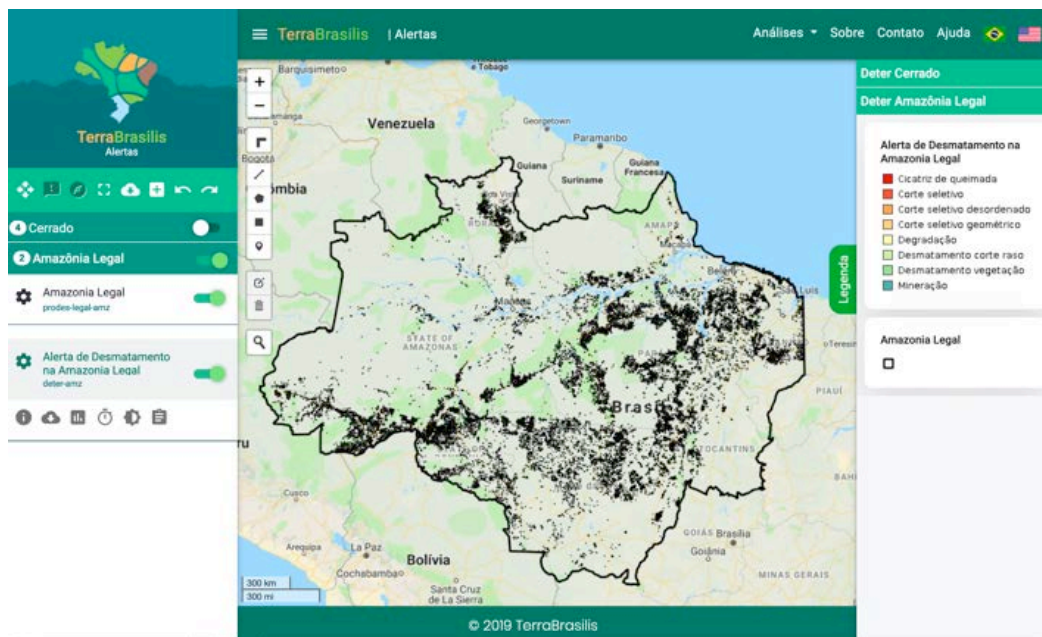 TerraBrasilis
Alertas
4 Cerrado
2 Amazônia Legal
Amazonia Legal
prodes-legal-amz
Alerta de Desmatamento
na Amazonia Legal
deter-amz
TerraBrasilis | Alertas
Análises Sobre Contato Ajuda
+
−
Barquisimeto
Tobago
Venezuela
Georgetown
Paramaribo
Bogotá
Guiana
Suriname
Guiana
Francesa
Macapá
Manaus
STATE OF
AMAZONAS
Brasil
TOCANTINS
PIAUÍ
Cusco
Arequipa
La Paz
Bolívia
Cochabamba
Santa Cruz
de La Sierra
GOIÁS Brasília
Goiânia
MINAS GERAIS
300 km
300 mi
Legenda
Deter Cerrado
Deter Amazônia Legal
Alerta de Desmatamento na
Amazonia Legal
Cicatriz de queimada
Corte seletivo
Corte seletivo desordenado
Corte seletivo geométrico
Degradação
Desmatamento corte raso
Desmatamento vegetação
Mineração
Amazonia Legal
© 2019 TerraBrasilis